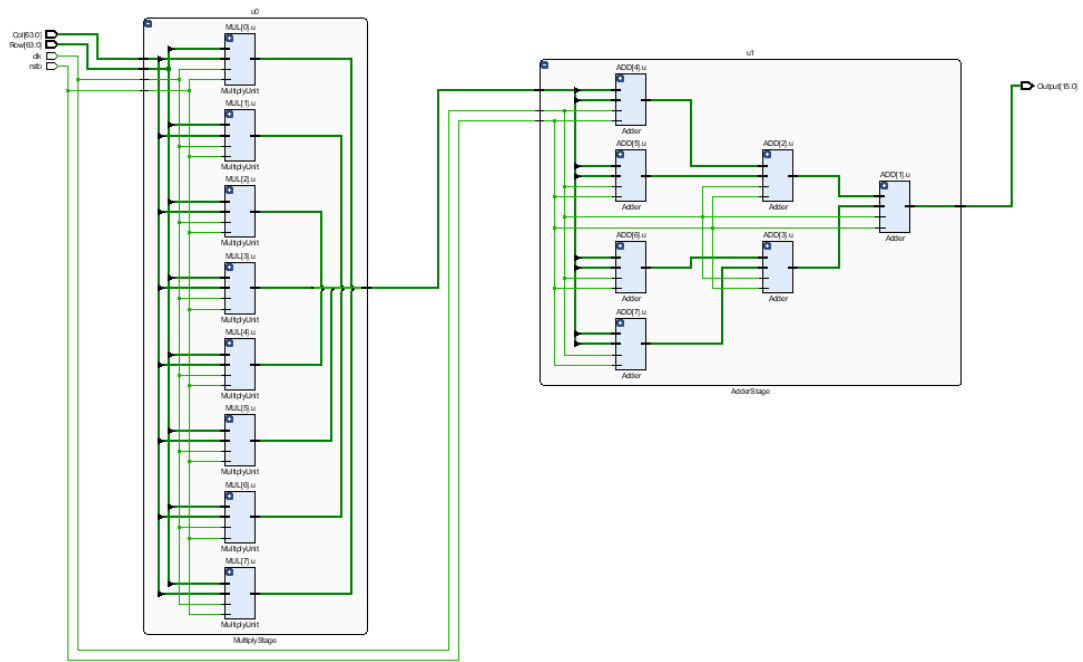 u0
Col[63:0]
Row[63:0]
clk
rstb
MUL[0].u
MultiplyUnit
MUL[1].u
MultiplyUnit
MUL[2].u
MultiplyUnit
MUL[3].u
MultiplyUnit
MUL[4].u
MultiplyUnit
MUL[5].u
MultiplyUnit
MUL[6].u
MultiplyUnit
MUL[7].u
MultiplyUnit
MultiplyStage
u1
ADD[4].u
Adder
ADD[5].u
Adder
ADD[6].u
Adder
ADD[7].u
Adder
ADD[2].u
Adder
ADD[3].u
Adder
ADD[1].u
Adder
AdderStage
Output[15:0]